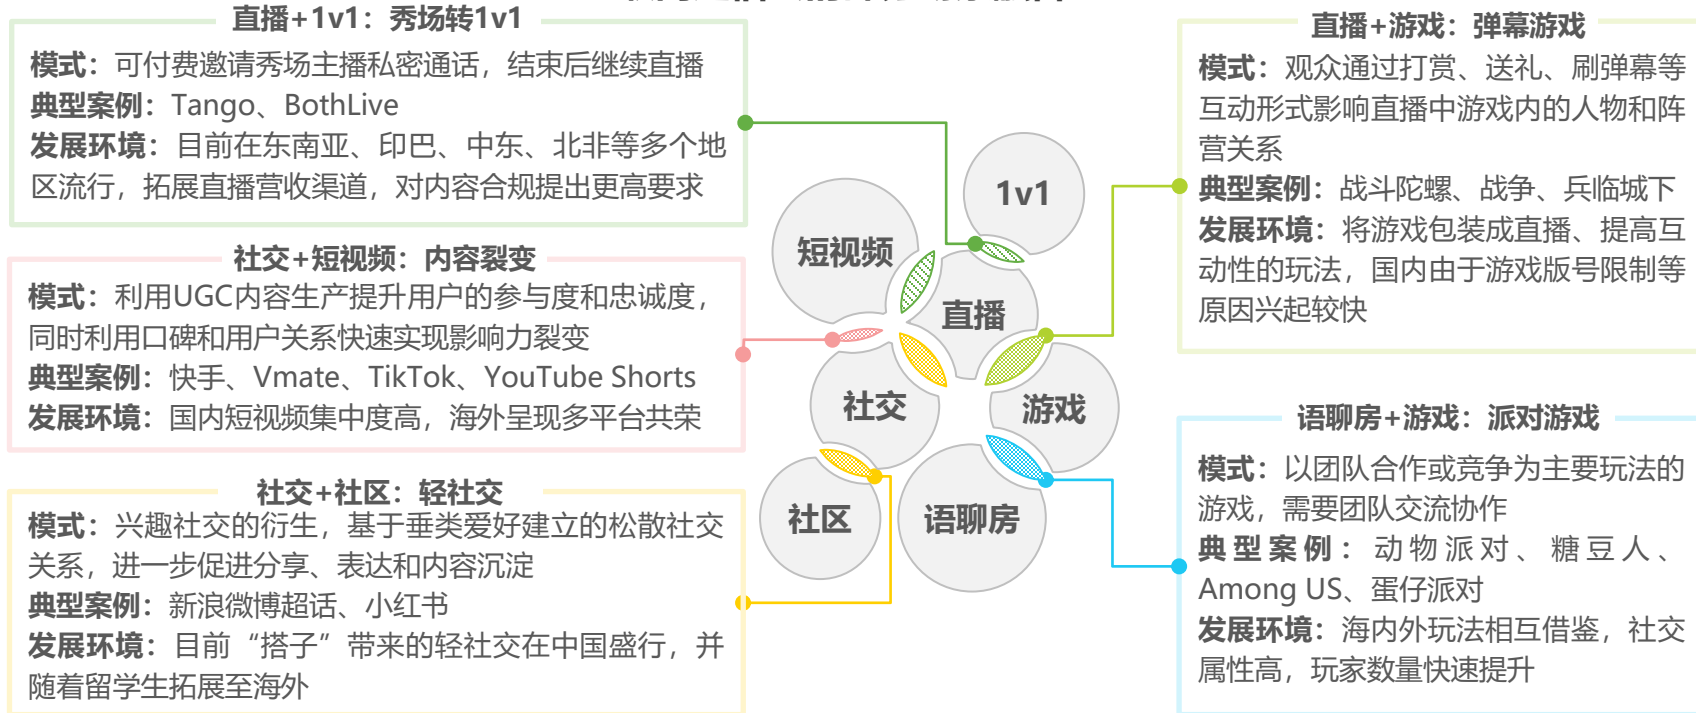 直播+1v1：秀场转1v1
模式：可付费邀请秀场主播私密通话，结束后继续直播
典型案例：Tango、BothLive
发展环境：目前在东南亚、印巴、中东、北非等多个地
区流行，拓展直播营收渠道，对内容合规提出更高要求
社交+短视频：内容裂变
模式：利用UGC内容生产提升用户的参与度和忠诚度，
同时利用口碑和用户关系快速实现影响力裂变
典型案例：快手、Vmate、TikTok、YouTube Shorts
发展环境：国内短视频集中度高，海外呈现多平台共荣
社交+社区：轻社交
模式：兴趣社交的衍生，基于垂类爱好建立的松散社交
关系，进一步促进分享、表达和内容沉淀
典型案例：新浪微博超话、小红书
发展环境：目前“搭子”带来的轻社交在中国盛行，并
随着留学生拓展至海外
1v1
短视频
直播
社交
游戏
社区
语聊房
直播+游戏：弹幕游戏
模式：观众通过打赏、送礼、刷弹幕等
互动形式影响直播中游戏内的人物和阵
营关系
典型案例：战斗陀螺、战争、兵临城下
发展环境：将游戏包装成直播、提高互
动性的玩法，国内由于游戏版号限制等
原因兴起较快
语聊房+游戏：派对游戏
模式：以团队合作或竞争为主要玩法的
游戏，需要团队交流协作
典型案例：动物派对、糖豆人、
Among US、蛋仔派对
发展环境：海内外玩法相互借鉴，社交
属性高，玩家数量快速提升